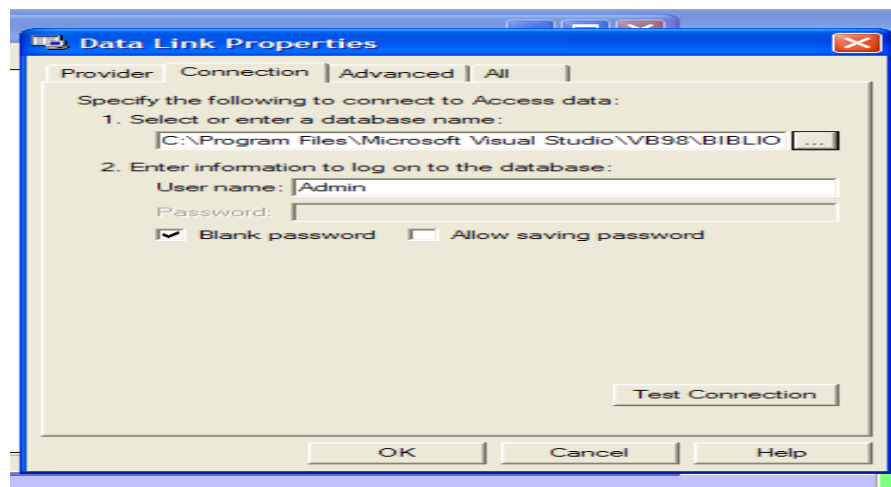 Data Link Properties
Provider Connection Advanced All
Specify the following to connect to Access data:
1. Select or enter a database name:
C:\Program Files\Microsoft Visual Studio\VB98\BIBLIO ...
2. Enter information to log on to the database:
User name: Admin
Password:
Blank password Allow saving password
Test Connection
OK Cancel Help